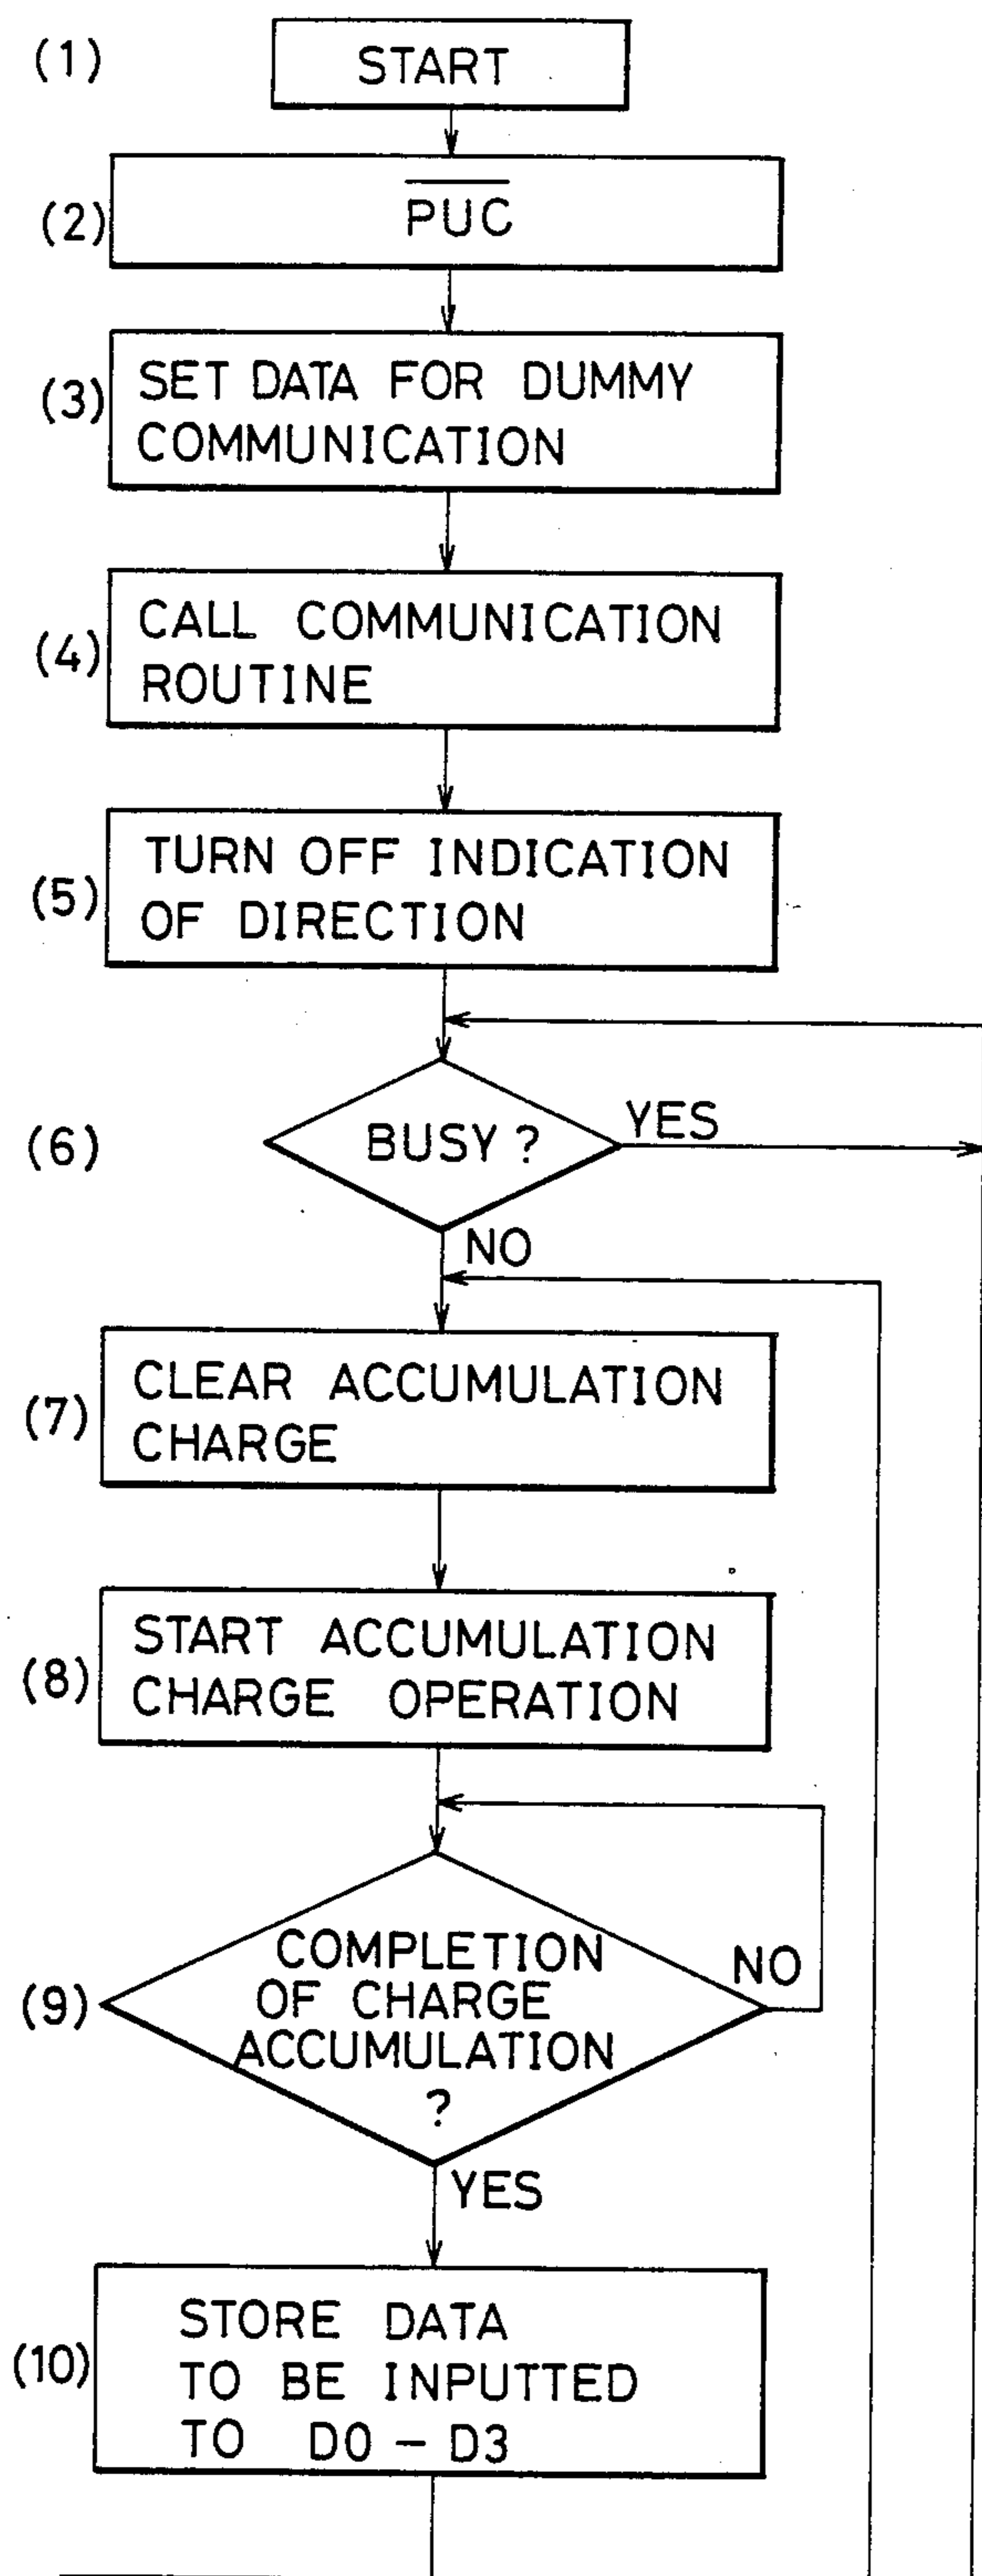 (1) START
(2) P̅U̅C̅
(3) SET DATA FOR DUMMY
COMMUNICATION
(4) CALL COMMUNICATION
ROUTINE
(5) TURN OFF INDICATION
OF DIRECTION
(6) BUSY ? YES
NO
(7) CLEAR ACCUMULATION
CHARGE
(8) START ACCUMULATION
CHARGE OPERATION
(9) COMPLETION
OF CHARGE
ACCUMULATION
?
NO
YES
(10) STORE DATA
TO BE INPUTTED
TO D0 – D3